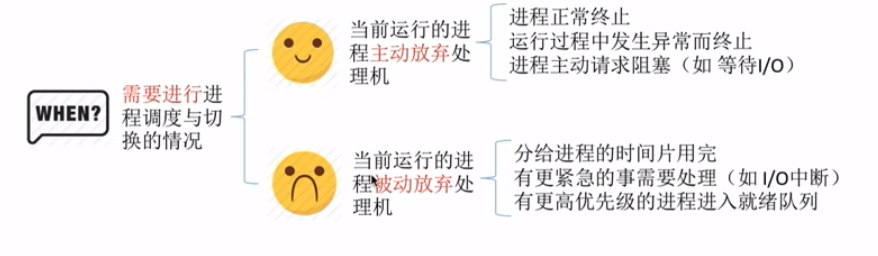 WHEN?
需要进行进
程调度与切
换的情况
当前运行的进
程主动放弃处
理机
进程正常终止
运行过程中发生异常而终止
进程主动请求阻塞（如 等待I/O）
当前运行的进
程被动放弃处
理机
分给进程的时间片用完
有更紧急的事需要处理（如 I/O中断）
有更高优先级的进程进入就绪队列